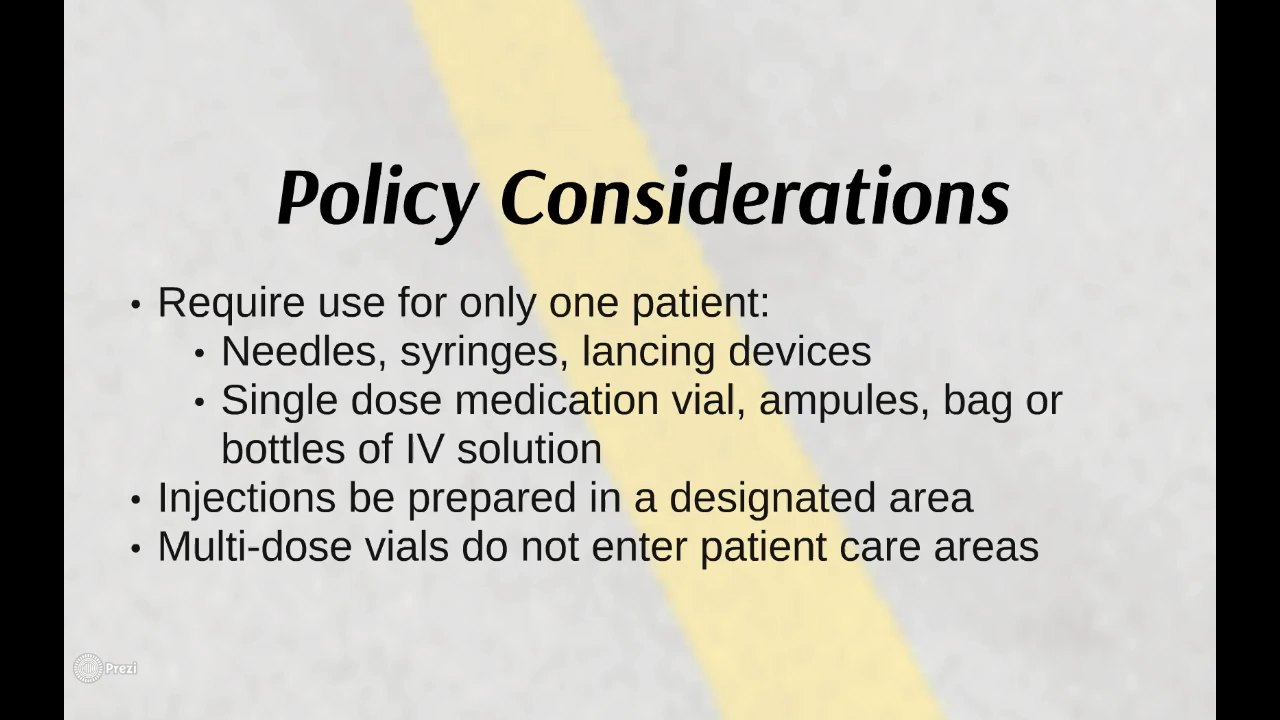 Policy Considerations
• Require use for only one patient:
• Needles, syringes, lancing devices
• Single dose medication vial, ampules, bag or
bottles of IV solution
• Injections be prepared in a designated area
• Multi-dose vials do not enter patient care areas
Prezi